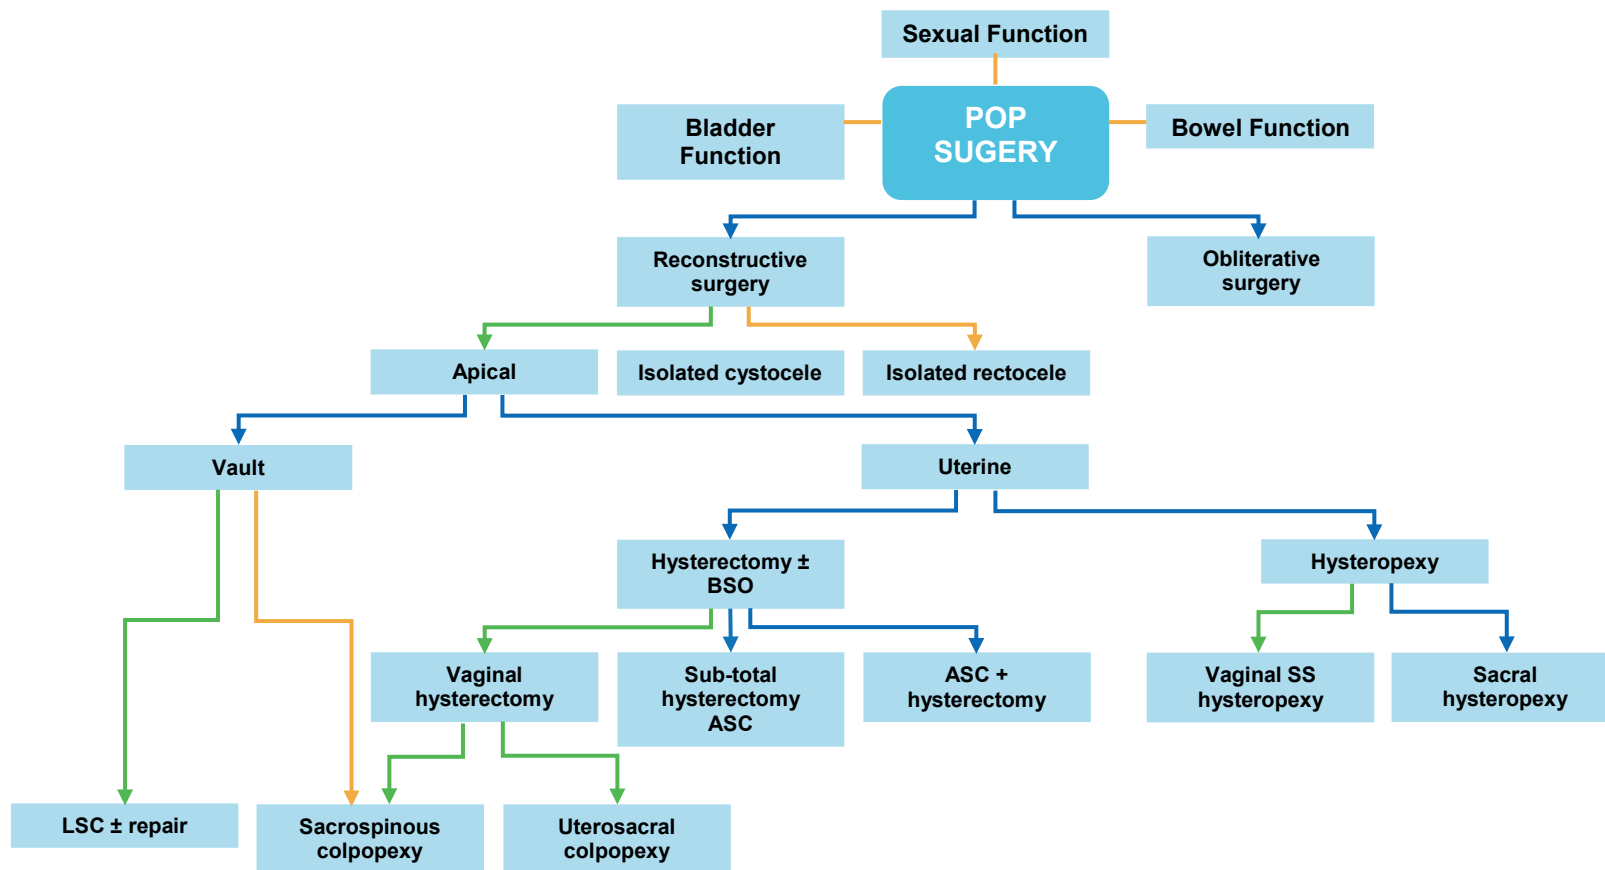 Sexual Function
POP
SUGERY
Bladder
Function
Bowel Function
Reconstructive
surgery
Obliterative
surgery
Apical
Isolated cystocele
Isolated rectocele
Vault
Uterine
Hysterectomy ±
BSO
Hysteropexy
Vaginal
hysterectomy
Sub-total
hysterectomy
ASC
ASC +
hysterectomy
Vaginal SS
hysteropexy
Sacral
hysteropexy
LSC ± repair
Sacrospinous
colpopexy
Uterosacral
colpopexy